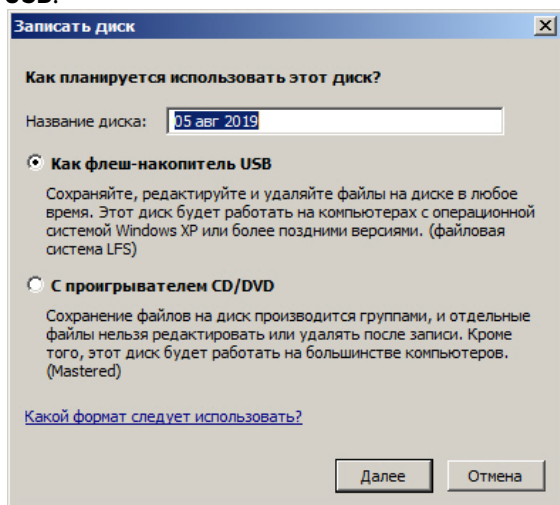 Записать диск
Как планируется использовать этот диск?
Название диска: 05 авг 2019
Как флеш-накопитель USB
Сохраняйте, редактируйте и удаляйте файлы на диске в любое
время. Этот диск будет работать на компьютерах с операционной
системой Windows XP или более поздними версиями. (файловая
система LFS)
С проигрывателем CD/DVD
Сохранение файлов на диск производится группами, и отдельные
файлы нельзя редактировать или удалять после записи. Кроме
того, этот диск будет работать на большинстве компьютеров.
(Mastered)
Какой формат следует использовать?
Далее Отмена